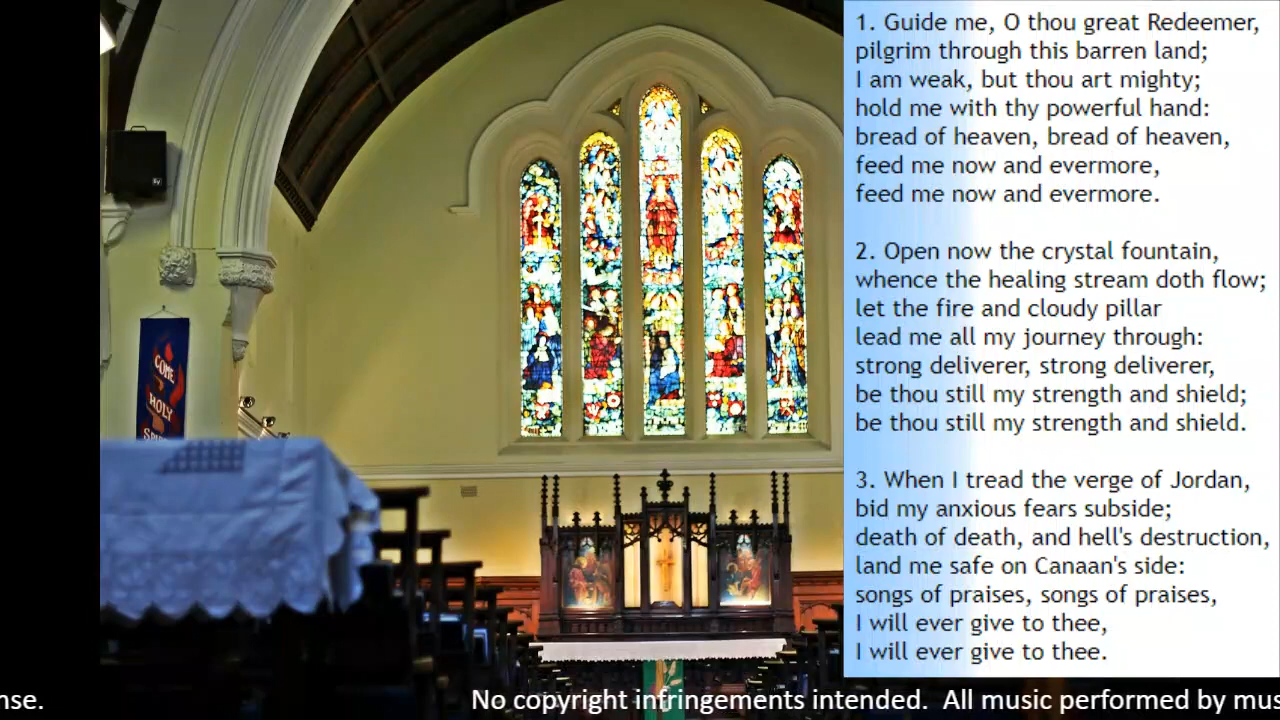 COME
HOLY
1. Guide me, O thou great Redeemer,
pilgrim through this barren land;
I am weak, but thou art mighty;
hold me with thy powerful hand:
bread of heaven, bread of heaven,
feed me now and evermore,
feed me now and evermore.
2. Open now the crystal fountain,
whence the healing stream doth flow;
let the fire and cloudy pillar
lead me all my journey through:
strong deliverer, strong deliverer,
be thou still my strength and shield;
be thou still my strength and shield.
3. When I tread the verge of Jordan,
bid my anxious fears subside;
death of death, and hell's destruction,
land me safe on Canaan's side:
songs of praises, songs of praises,
I will ever give to thee,
I will ever give to thee.
nse. No copyright infringements intended. All music performed by mus